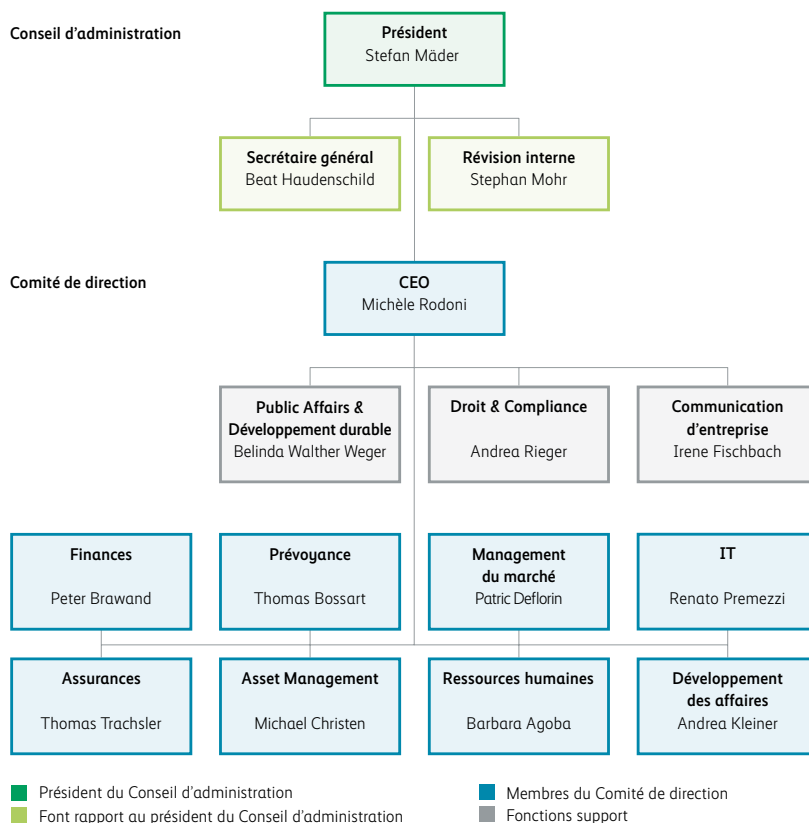 Conseil d'administration
Président
Stefan Mäder
Secrétaire général
Beat Haudenschild
Révision interne
Stephan Mohr
Comité de direction
CEO
Michèle Rodoni
Public Affairs &
Développement durable
Belinda Walther Weger
Droit & Compliance
Andrea Rieger
Communication
d'entreprise
Irene Fischbach
Finances
Peter Brawand
Prévoyance
Thomas Bossart
Management
du marché
Patric Deflorin
IT
Renato Premezzi
Assurances
Thomas Trachsler
Asset Management
Michael Christen
Ressources humaines
Barbara Agoba
Développement
des affaires
Andrea Kleiner
Président du Conseil d'administration
Font rapport au président du Conseil d'administration
Membres du Comité de direction
Fonctions support